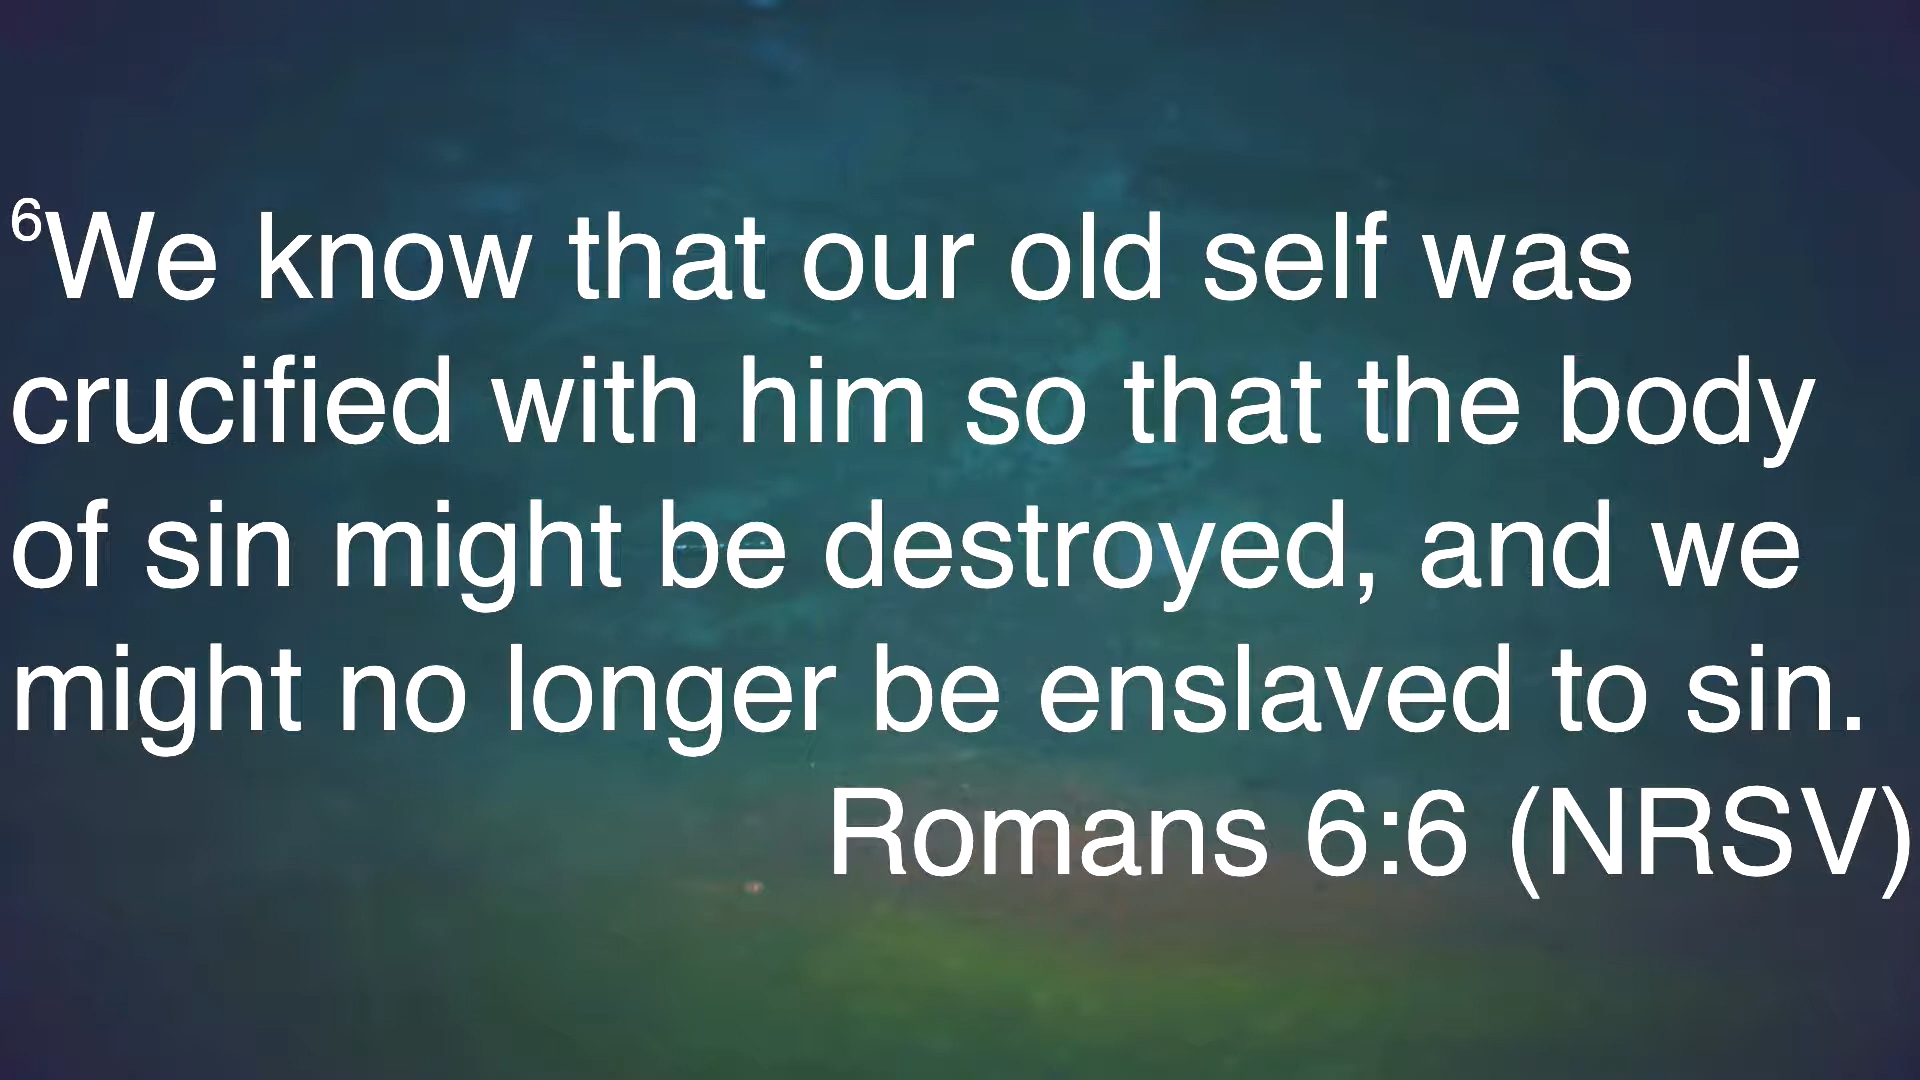 ⁶We know that our old self was
crucified with him so that the body
of sin might be destroyed, and we
might no longer be enslaved to sin.
Romans 6:6 (NRSV)